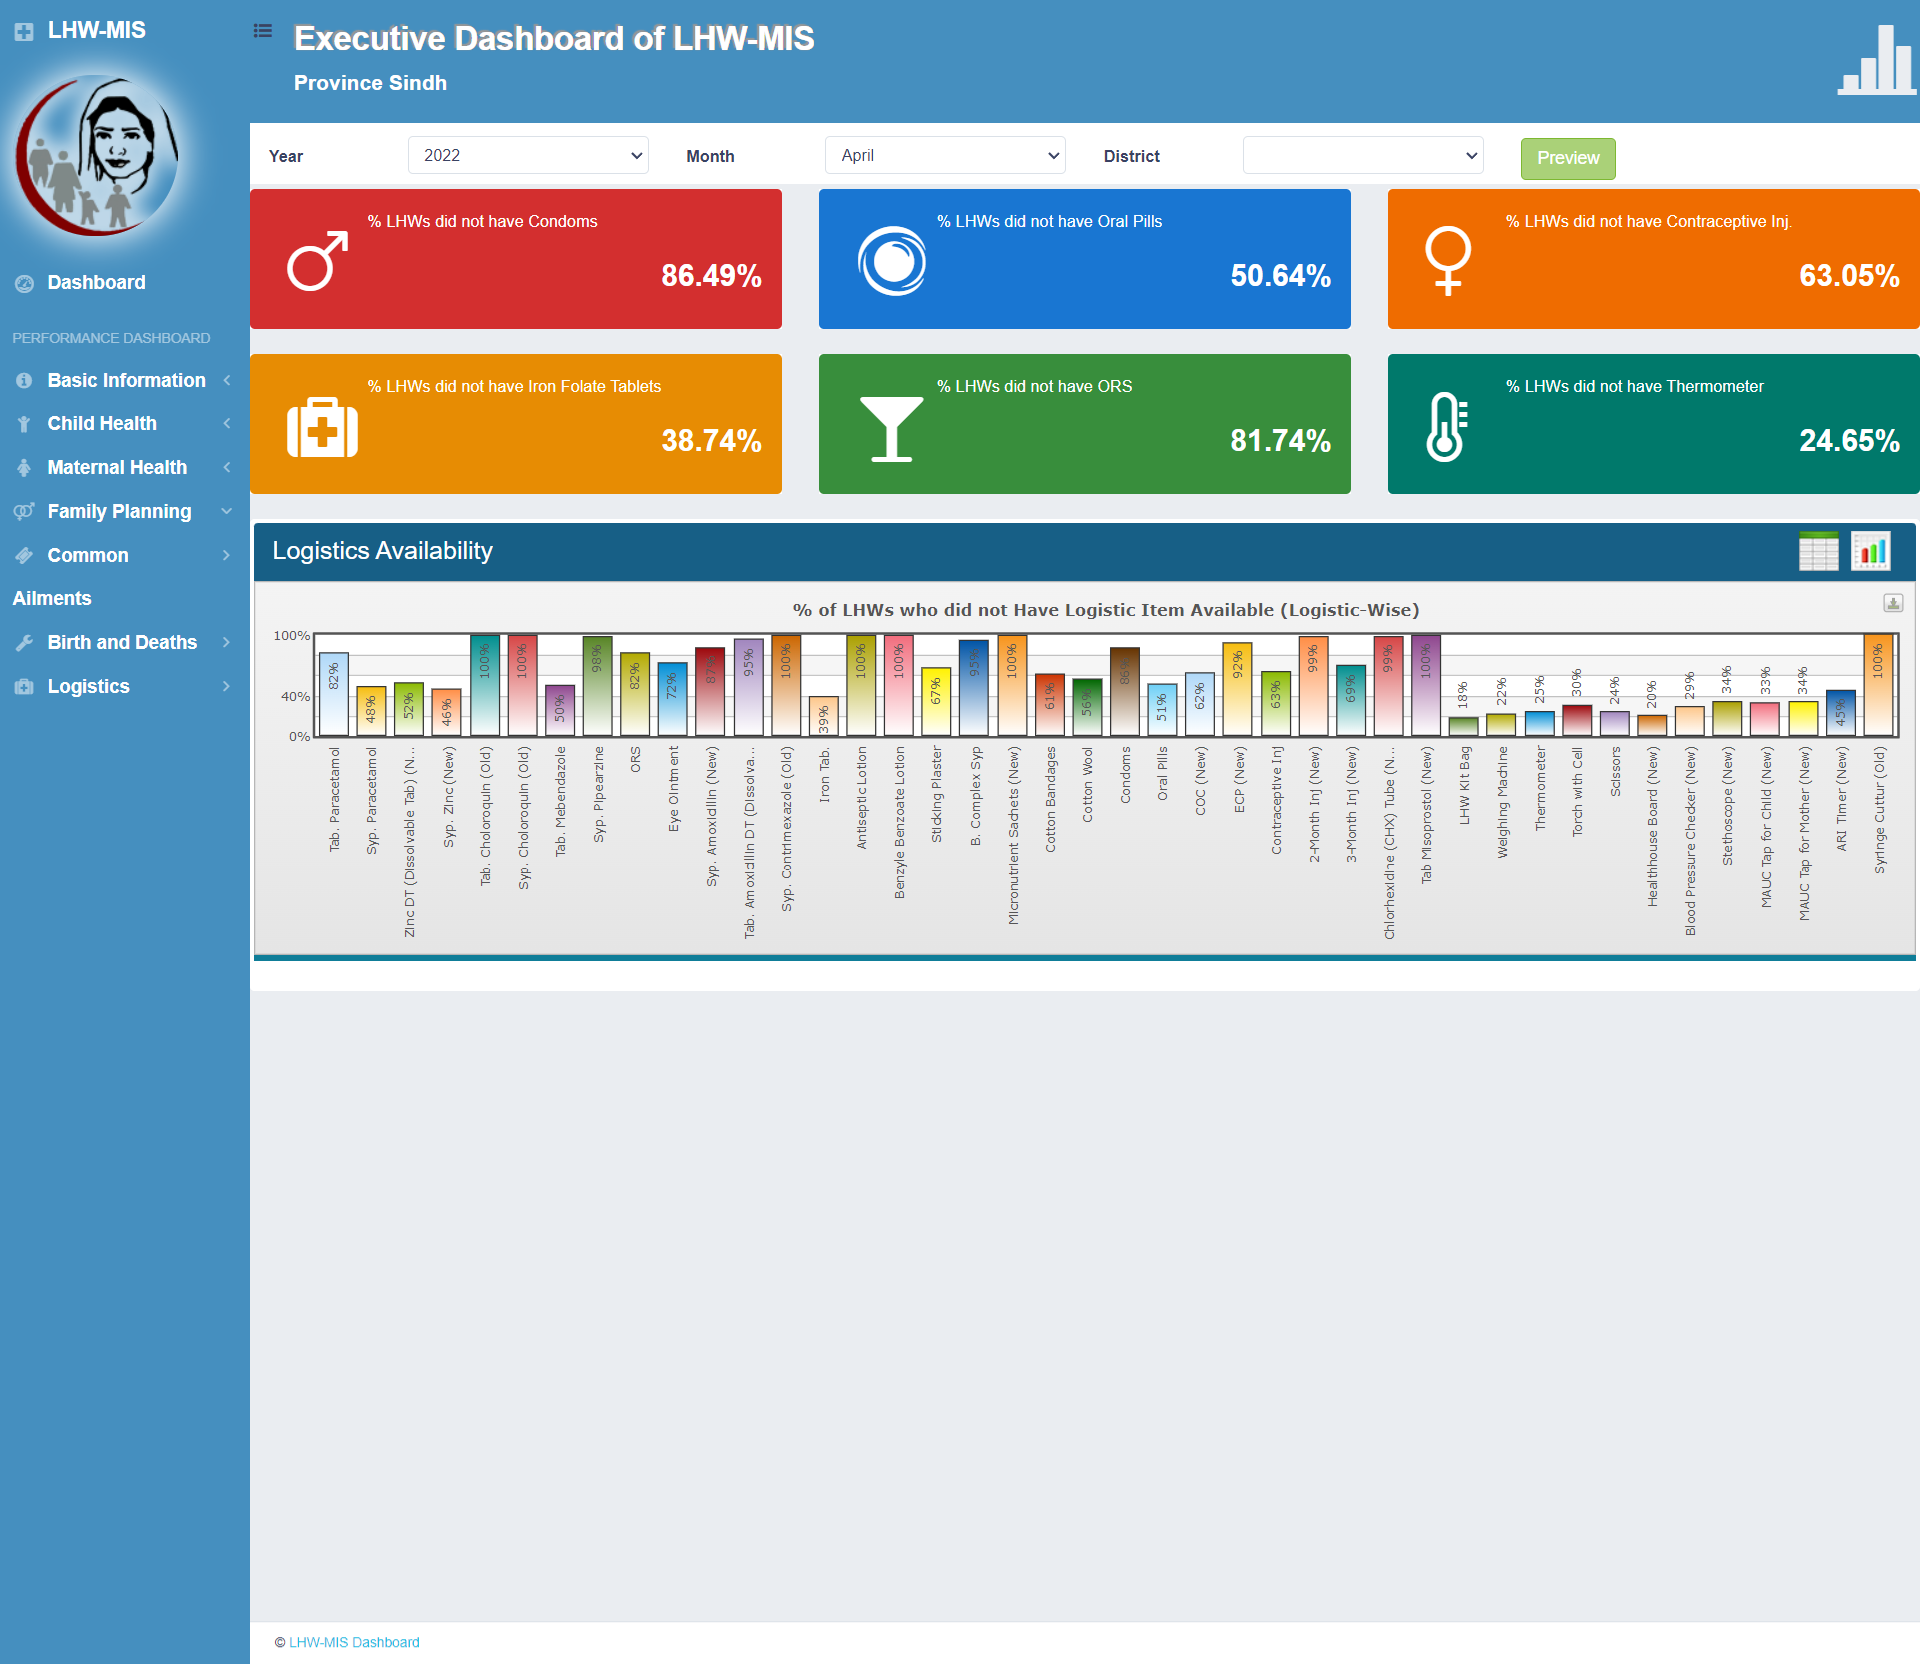 LHW-MIS
Executive Dashboard of LHW-MIS
Province Sindh
Dashboard
PERFORMANCE DASHBOARD
Basic Information
Child Health
Maternal Health
Family Planning
Common
Ailments
Birth and Deaths
Logistics
Year
2022
Month
April
District
Preview
% LHWs did not have Condoms
86.49%
% LHWs did not have Oral Pills
50.64%
% LHWs did not have Contraceptive Inj.
63.05%
% LHWs did not have Iron Folate Tablets
38.74%
% LHWs did not have ORS
81.74%
% LHWs did not have Thermometer
24.65%
Logistics Availability
% of LHWs who did not Have Logistic Item Available (Logistic-Wise)
100%
40%
0%
82%
48%
52%
46%
100%
100%
50%
98%
82%
72%
87%
95%
100%
39%
100%
100%
67%
95%
100%
61%
56%
86%
51%
62%
92%
63%
99%
69%
99%
100%
18%
22%
25%
30%
24%
20%
29%
34%
33%
34%
45%
100%
Tab. Paracetamol
Syp. Paracetamol
Zinc DT (Dissolvable Tab) (N...
Syp. Zinc (New)
Tab. Choloroquin (Old)
Syp. Choloroquin (Old)
Tab. Mebendazole
Syp. Pipearzine
ORS
Eye Ointment
Syp. Amoxidilin (New)
Tab. Amoxidilin DT (Dissolva...
Syp. Contrimexazole (Old)
Iron Tab.
Antiseptic Lotion
Benzyle Benzoate Lotion
Sticking Plaster
B. Complex Syp
Micronutrient Sachets (New)
Cotton Bandages
Cotton Wool
Condoms
Oral Pills
COC (New)
ECP (New)
Contraceptive Inj
2-Month Inj (New)
3-Month Inj (New)
Chlorhexidine (CHX) Tube (N...
Tab Misoprostol (New)
LHW Kit Bag
Weighing Machine
Thermometer
Torch with Cell
Scissors
Healthhouse Board (New)
Blood Pressure Checker (New)
Stethoscope (New)
MAUC Tap for Child (New)
MAUC Tap for Mother (New)
ARI Timer (New)
Syringe Cuttur (Old)
© LHW-MIS Dashboard